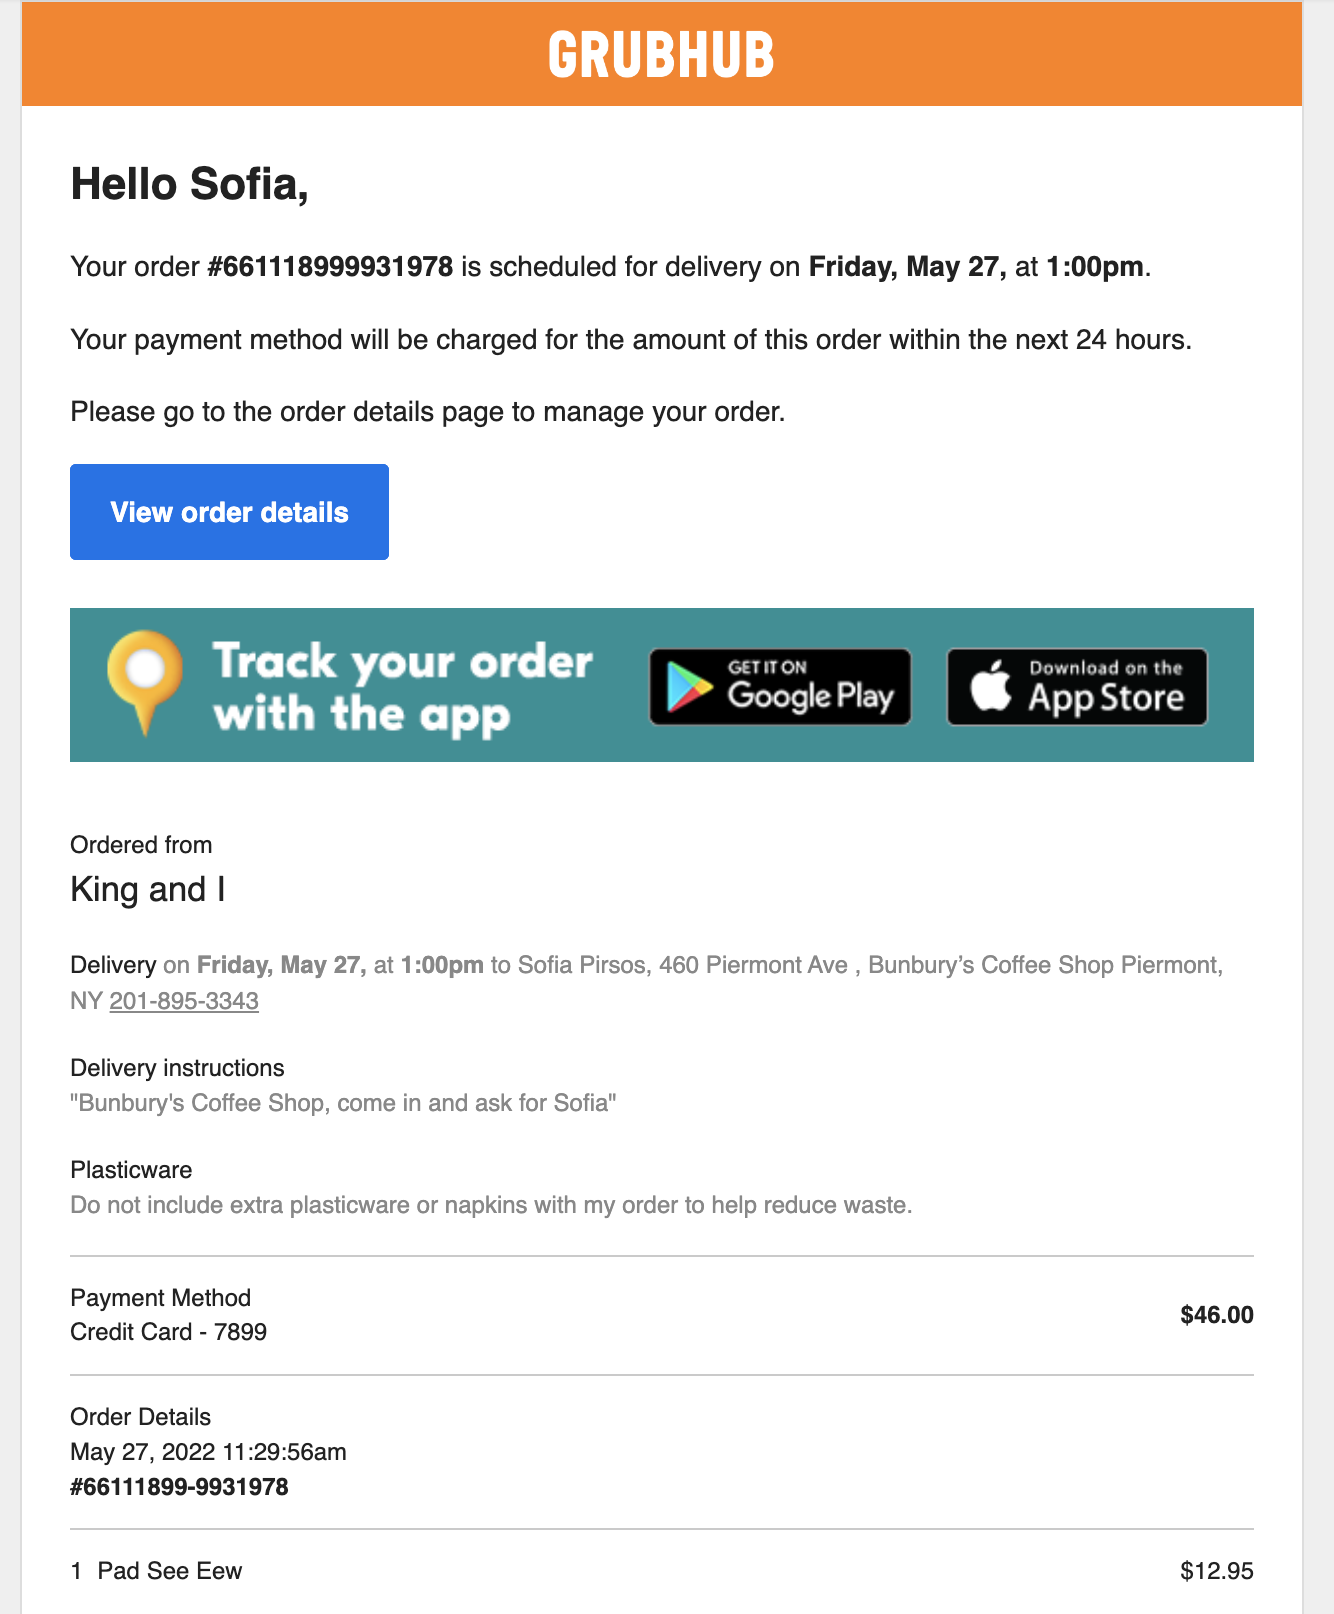 GRUBHUB
Hello Sofia,
Your order #661118999931978 is scheduled for delivery on Friday, May 27, at 1:00pm.
Your payment method will be charged for the amount of this order within the next 24 hours.
Please go to the order details page to manage your order.
View order details
Track your order
with the app
GET IT ON
Google Play
Download on the
App Store
Ordered from
King and I
Delivery on Friday, May 27, at 1:00pm to Sofia Pirsos, 460 Piermont Ave , Bunbury’s Coffee Shop Piermont,
NY 201-895-3343
Delivery instructions
"Bunbury's Coffee Shop, come in and ask for Sofia"
Plasticware
Do not include extra plasticware or napkins with my order to help reduce waste.
Payment Method
Credit Card - 7899
$46.00
Order Details
May 27, 2022 11:29:56am
#66111899-9931978
1 Pad See Eew $12.95